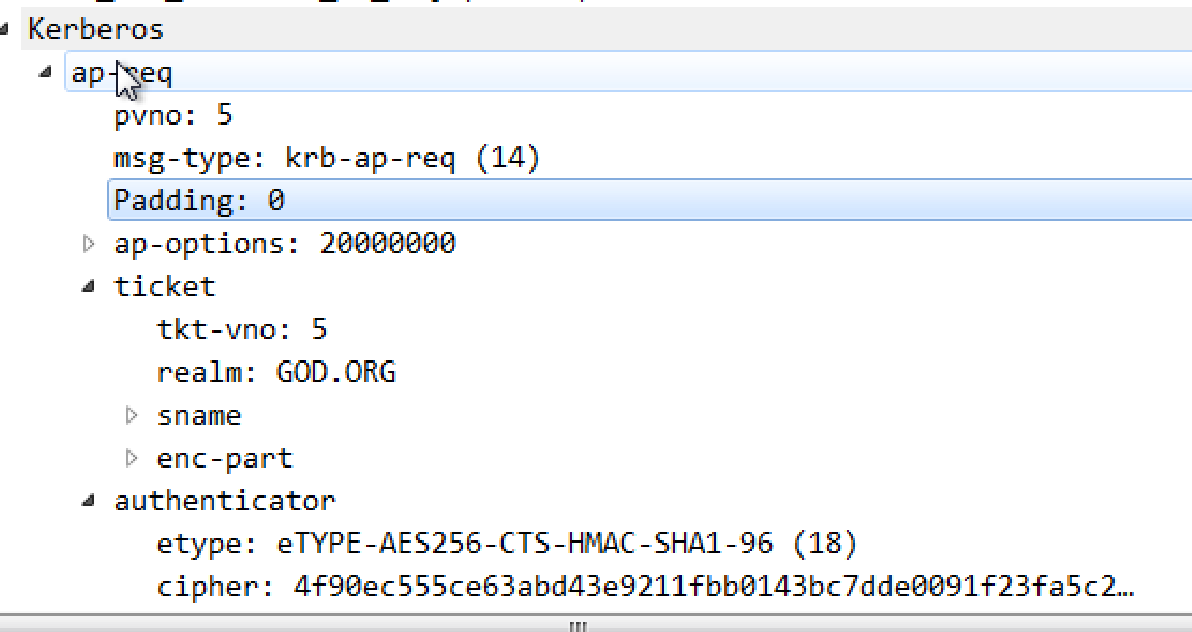 Kerberos
ap-req
pvno: 5
msg-type: krb-ap-req (14)
Padding: 0
ap-options: 20000000
ticket
tkt-vno: 5
realm: GOD.ORG
sname
enc-part
authenticator
etype: eTYPE-AES256-CTS-HMAC-SHA1-96 (18)
cipher: 4f90ec555ce63abd43e9211fbb0143bc7dde0091f23fa5c2…